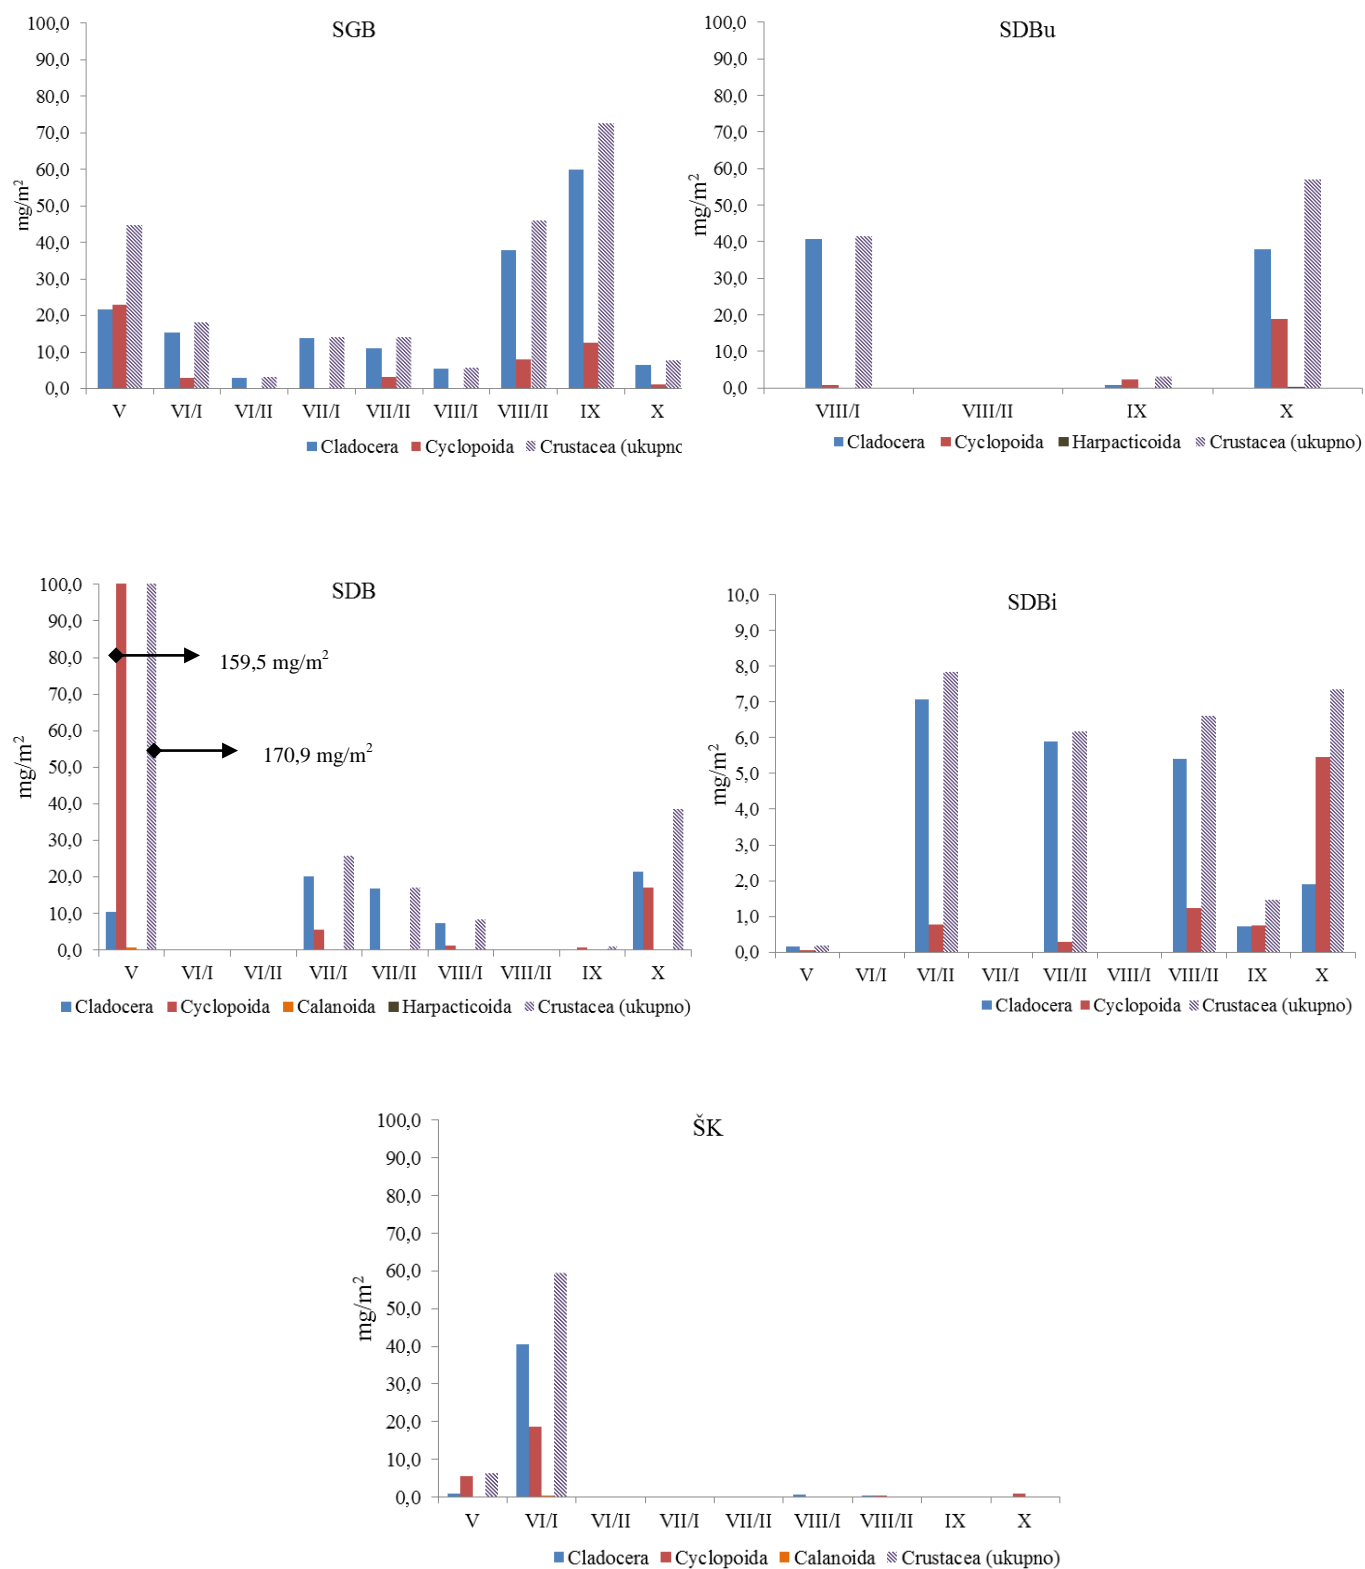 SGB
100,0
90,0
80,0
70,0
60,0
50,0
40,0
30,0
20,0
10,0
0,0
mg/m²
V VI/I VI/II VII/I VII/II VIII/I VIII/II IX X
Cladocera Cyclopoida Crustacea (ukupno
SDBu
100,0
90,0
80,0
70,0
60,0
50,0
40,0
30,0
20,0
10,0
0,0
mg/m²
VIII/I VIII/II IX X
Cladocera Cyclopoida Harpacticoida Crustacea (ukupno)
SDB
100,0
90,0
80,0
70,0
60,0
50,0
40,0
30,0
20,0
10,0
0,0
mg/m²
159,5 mg/m²
170,9 mg/m²
V VI/I VI/II VII/I VII/II VIII/I VIII/II IX X
Cladocera Cyclopoida Calanoida Harpacticoida Crustacea (ukupno)
SDBi
10,0
9,0
8,0
7,0
6,0
5,0
4,0
3,0
2,0
1,0
0,0
mg/m²
V VI/I VI/II VII/I VII/II VIII/I VIII/II IX X
Cladocera Cyclopoida Crustacea (ukupno)
ŠK
100,0
90,0
80,0
70,0
60,0
50,0
40,0
30,0
20,0
10,0
0,0
mg/m²
V VI/I VI/II VII/I VII/II VIII/I VIII/II IX X
Cladocera Cyclopoida Calanoida Crustacea (ukupno)